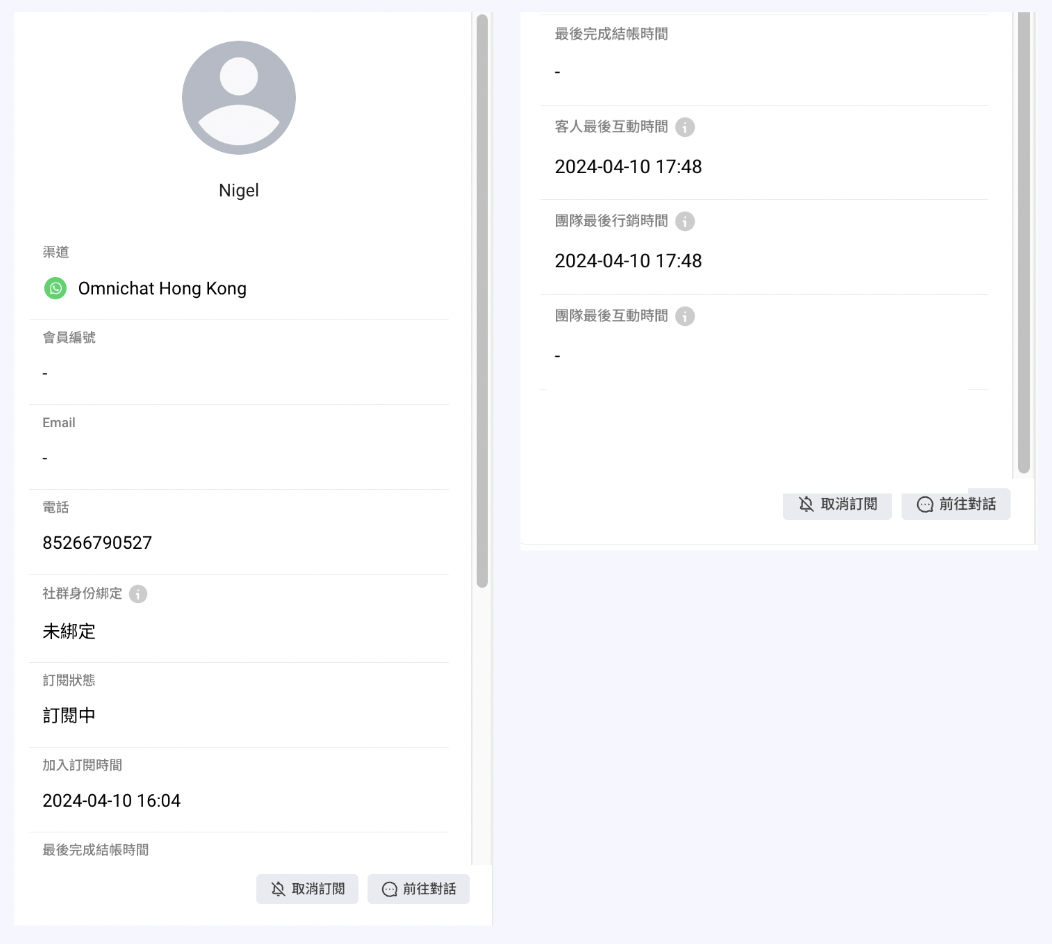 Nigel
渠道
Omnichat Hong Kong
會員編號
-
Email
-
電話
85266790527
社群身份綁定
未綁定
訂閱狀態
訂閱中
加入訂閱時間
2024-04-10 16:04
最後完成結帳時間
取消訂閱 前往對話
最後完成結帳時間
-
客人最後互動時間
2024-04-10 17:48
團隊最後行銷時間
2024-04-10 17:48
團隊最後互動時間
-
取消訂閱 前往對話